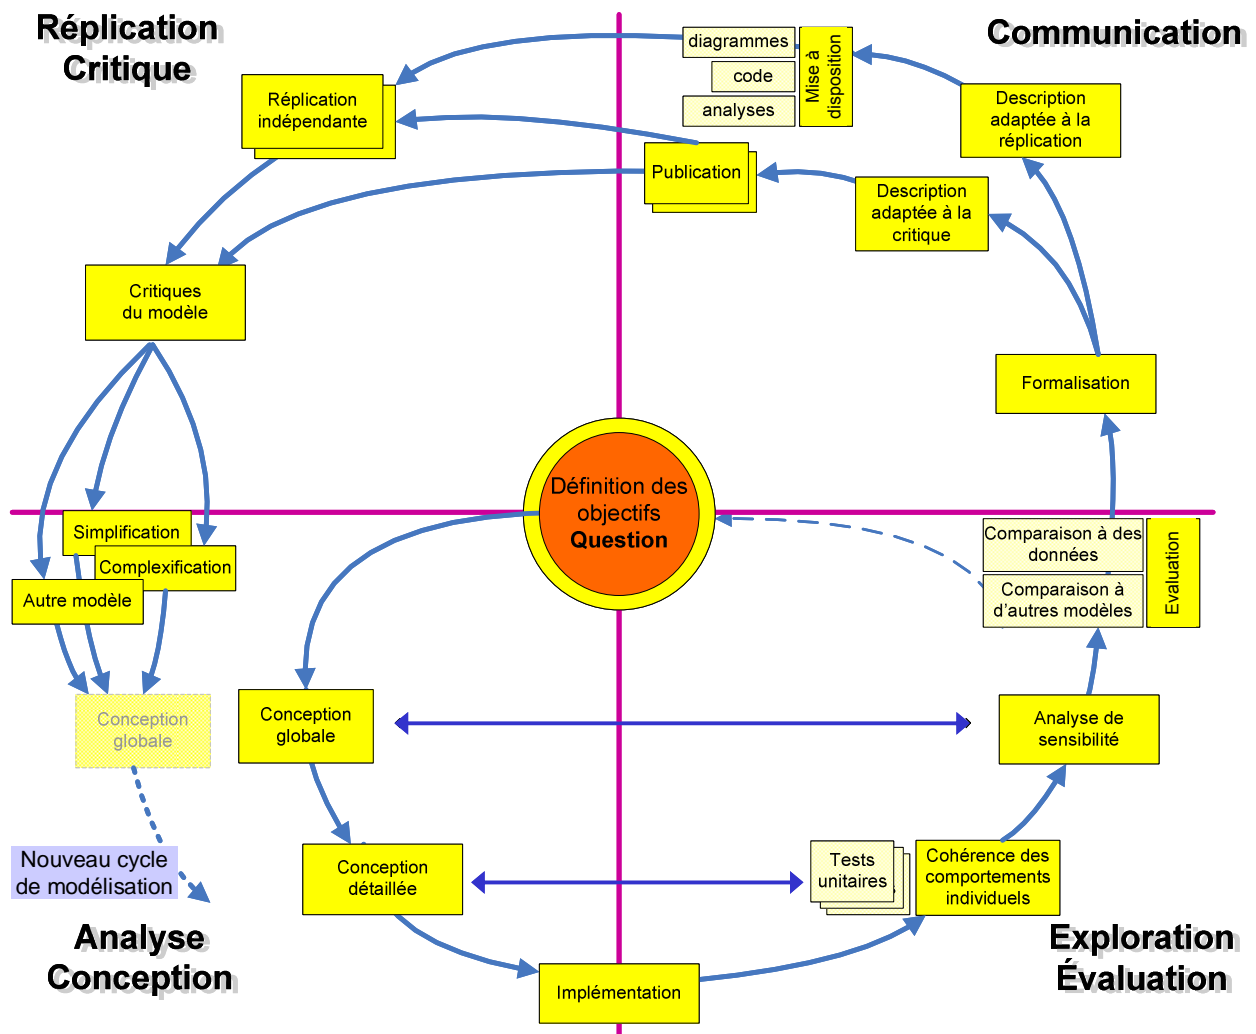 Réplication
Critique
Communication
diagrammes
code
analyses
Mise à
disposition
Réplication
indépendante
Description
adaptée à la
réplication
Publication
Description
adaptée à la
critique
Critiques
du modèle
Formalisation
Définition des
objectifs
Question
Simplification
Complexification
Autre modèle
Comparaison à des
données
Comparaison à
d'autres modèles
Evaluation
Conception
globale
Conception
globale
Analyse de
sensibilité
Nouveau cycle
de modélisation
Conception
détaillée
Tests
unitaires
Cohérence des
comportements
individuels
Analyse
Conception
Implémentation
Exploration
Évaluation